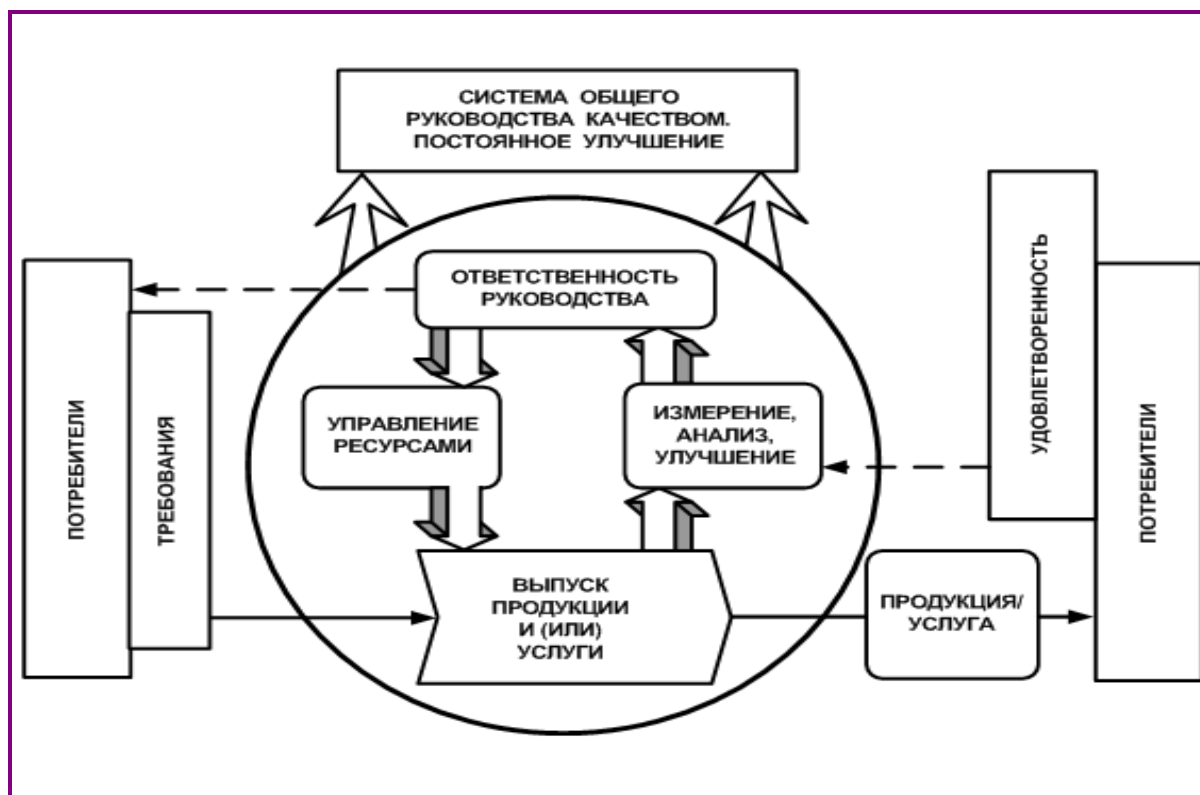 СИСТЕМА ОБЩЕГО
РУКОВОДСТВА КАЧЕСТВОМ.
ПОСТОЯННОЕ УЛУЧШЕНИЕ
ПОТРЕБИТЕЛИ
ТРЕБОВАНИЯ
ОТВЕТСТВЕННОСТЬ
РУКОВОДСТВА
УПРАВЛЕНИЕ
РЕСУРСАМИ
ИЗМЕРЕНИЕ,
АНАЛИЗ,
УЛУЧШЕНИЕ
ВЫПУСК
ПРОДУКЦИИ
И (ИЛИ)
УСЛУГИ
ПРОДУКЦИЯ/
УСЛУГА
УДОВЛЕТВОРЕННОСТЬ
ПОТРЕБИТЕЛИ